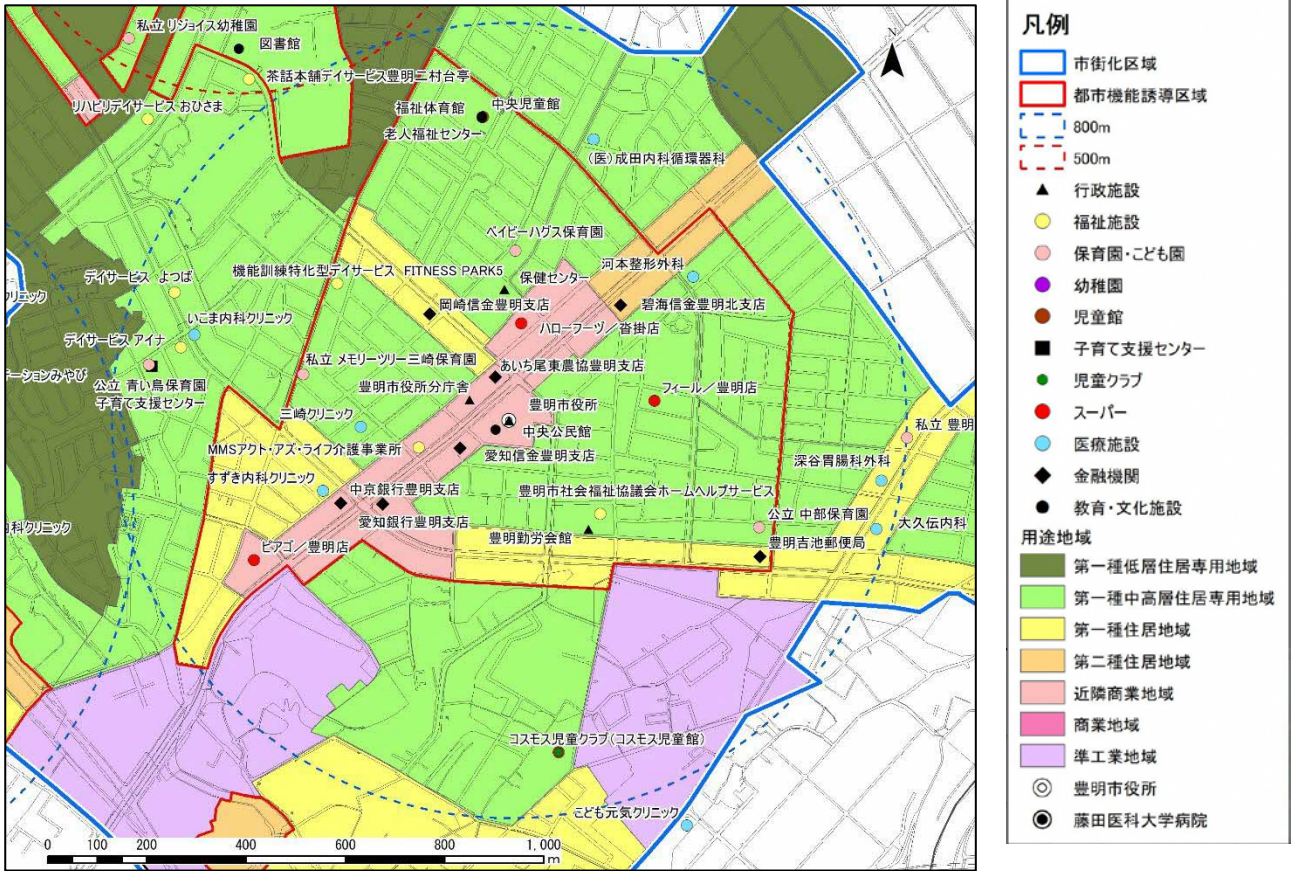 私立 リジョイス幼稚園
図書館
茶話本舗デイサービス豊明 二村台亭
リハビリデイサービス おひさま
福祉体育館
中央児童館
老人福祉センター
(医)成田内科循環器科
ベイビーハグス保育園
河本整形外科
機能訓練特化型デイサービス FITNESS PARK5
保健センター
デイサービス よつば
クリニック
岡崎信金豊明支店
碧海信金豊明北支店
いこま内科クリニック
ハローフーヅ/沓掛店
デイサービス アイナ
私立 メモリーツリー三崎保育園
あいち尾東農協豊明支店
ーションみやび
公立 青い鳥保育園
子育て支援センター
豊明市役所分庁舎
フィール/豊明店
豊明市役所
三崎クリニック
中央公民館
私立 豊明
MMSアクト・アズ・ライフ介護事業所
愛知信金豊明支店
深谷胃腸科外科
すずき内科クリニック
中京銀行豊明支店
豊明市社会福祉協議会ホームヘルプサービス
愛知銀行豊明支店
公立 中部保育園
大久伝内科
科クリニック
ピアゴ/豊明店
豊明勤労会館
豊明吉池郵便局
コスモス児童クラブ(コスモス児童館)
こども元気クリニック
0 100 200 400 600 800 1,000
m
N
凡例
市街化区域
都市機能誘導区域
800m
500m
行政施設
福祉施設
保育園・こども園
幼稚園
児童館
子育て支援センター
児童クラブ
スーパー
医療施設
金融機関
教育・文化施設
用途地域
第一種低層住居専用地域
第一種中高層住居専用地域
第一種住居地域
第二種住居地域
近隣商業地域
商業地域
準工業地域
豊明市役所
藤田医科大学病院